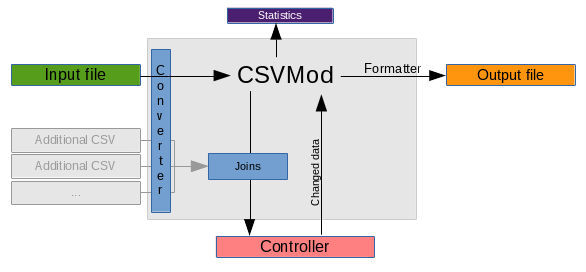 Statistics
Input file
Converter
CSVMod
Formatter
Output file
Additional CSV
Additional CSV
...
Joins
Changed data
Controller